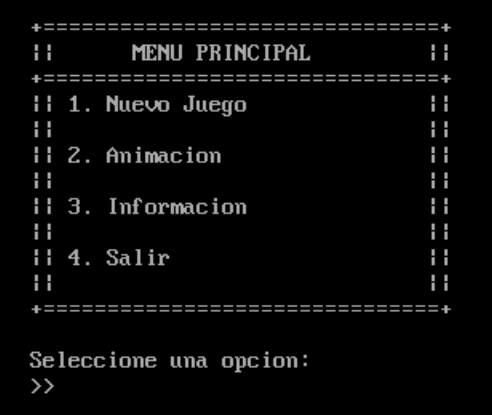 +===============================+
||      MENU PRINCIPAL         ||
+===============================+
|| 1. Nuevo Juego              ||
||                             ||
|| 2. Animacion                ||
||                             ||
|| 3. Informacion              ||
||                             ||
|| 4. Salir                    ||
||                             ||
+===============================+
Seleccione una opcion:
>>